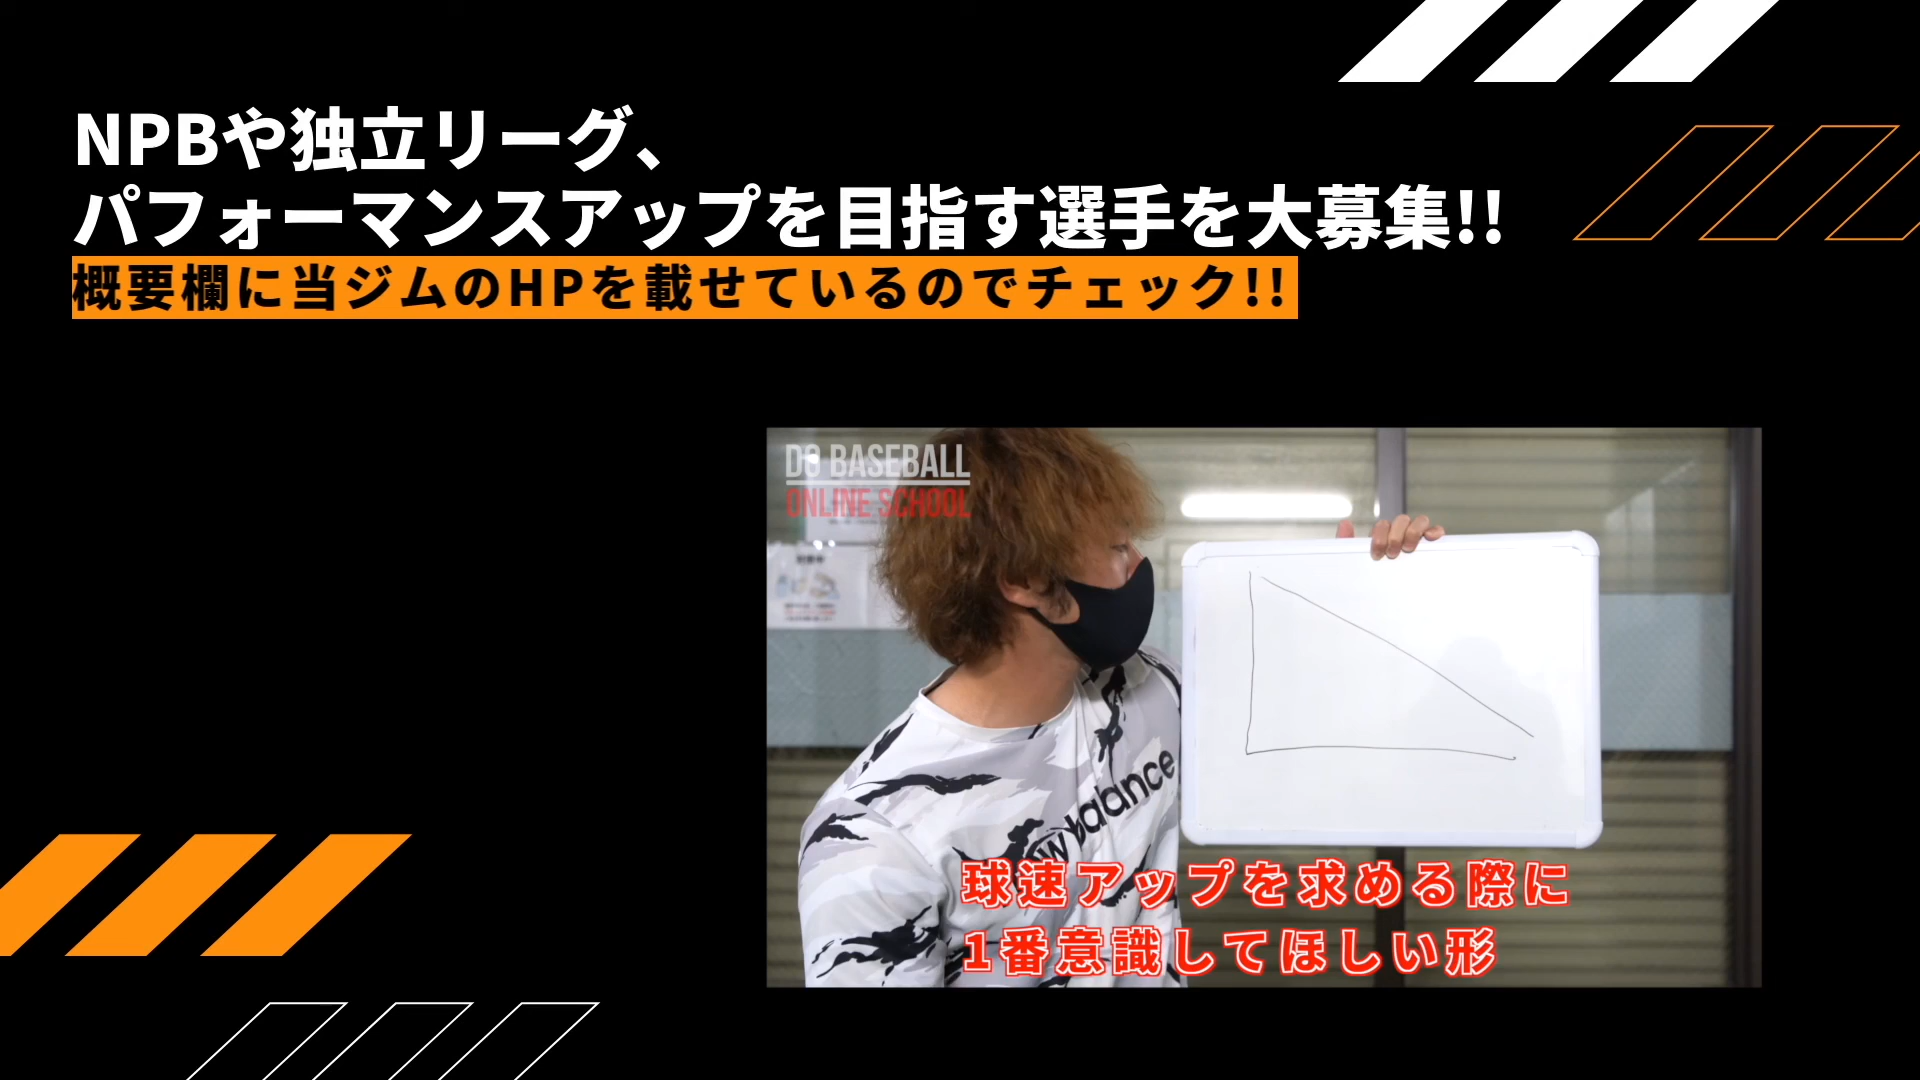 NPBや独立リーグ、
パフォーマンスアップを目指す選手を大募集!!
概要欄に当ジムのHPを載せているのでチェック!!
DO BASEBALL
ONLINE SCHOOL
balance
球速アップを求める際に
1番意識してほしい形